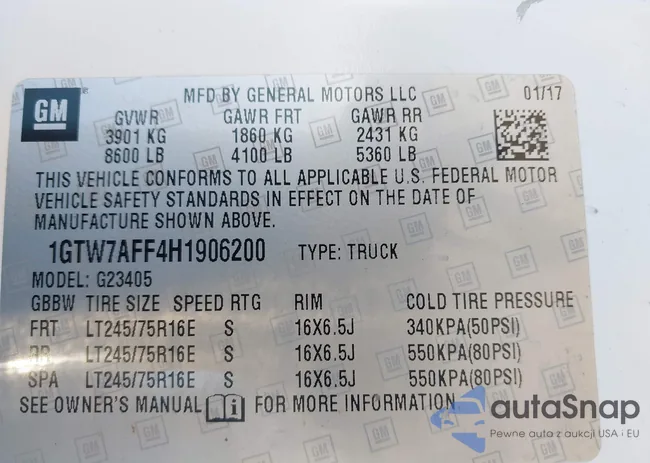 GM
MFD BY GENERAL MOTORS LLC 01/17
GVWR GAWR FRT GAWR RR
3901 KG 1860 KG 2431 KG
8600 LB 4100 LB 5360 LB
THIS VEHICLE CONFORMS TO ALL APPLICABLE U.S. FEDERAL MOTOR
VEHICLE SAFETY STANDARDS IN EFFECT ON THE DATE OF
MANUFACTURE SHOWN ABOVE.
1GTW7AFF4H1906200 TYPE: TRUCK
MODEL: G23405
GBBW TIRE SIZE SPEED RTG RIM COLD TIRE PRESSURE
FRT LT245/75R16E S 16X6.5J 340KPA(50PSI)
RR LT245/75R16E S 16X6.5J 550KPA(80PSI)
SPA LT245/75R16E S 16X6.5J 550KPA(80PSI)
SEE OWNER'S MANUAL i FOR MORE INFORMATION
autaSnap
Pewne auta z aukcji USA i EU